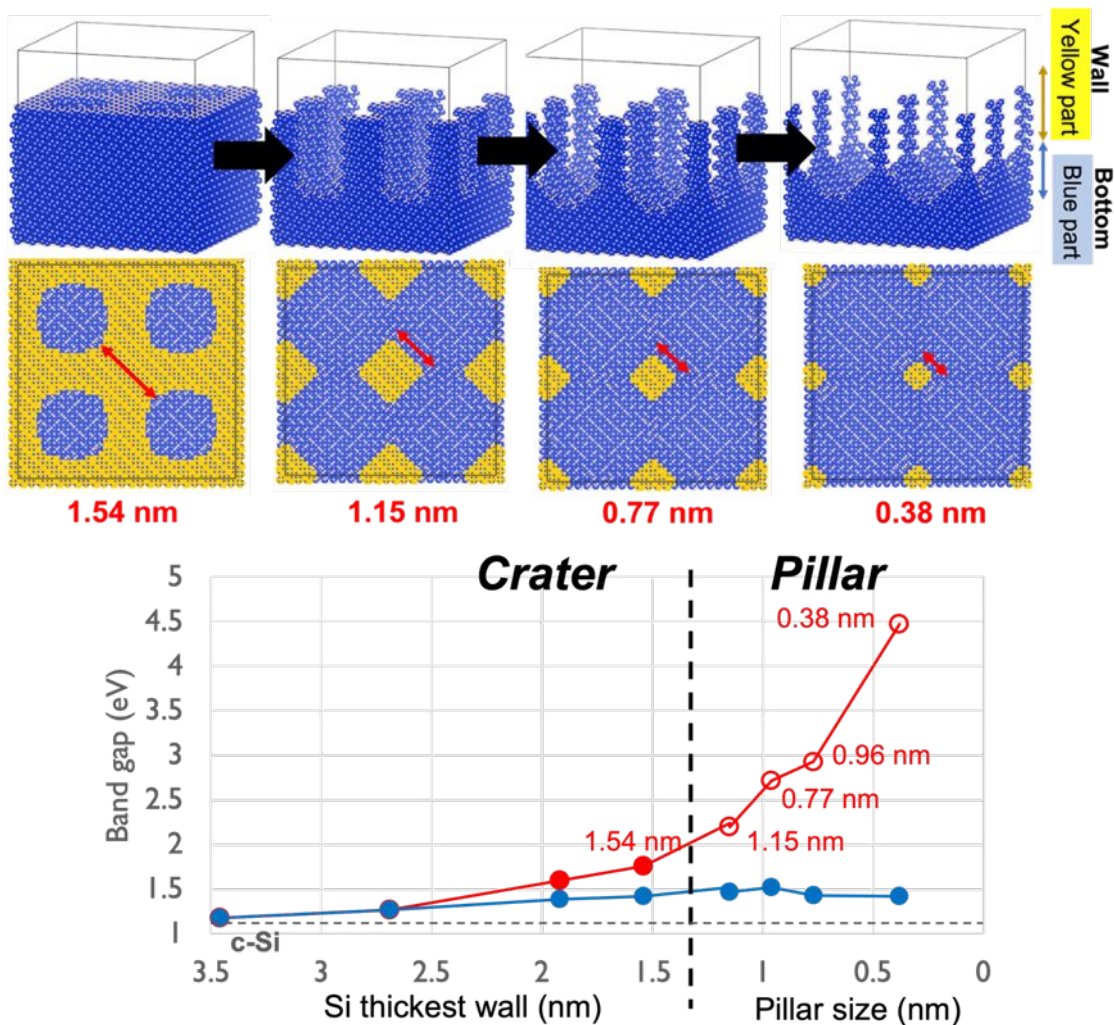 Wall
Yellow part
Bottom
Blue part
1.54 nm
1.15 nm
0.77 nm
0.38 nm
Crater
Pillar
5
4.5
4
3.5
3
2.5
2
1.5
1
Band gap (eV)
0.38 nm
0.96 nm
0.77 nm
1.54 nm
1.15 nm
c-Si
3.5 3 2.5 2 1.5 1 0.5 0
Si thickest wall (nm) Pillar size (nm)